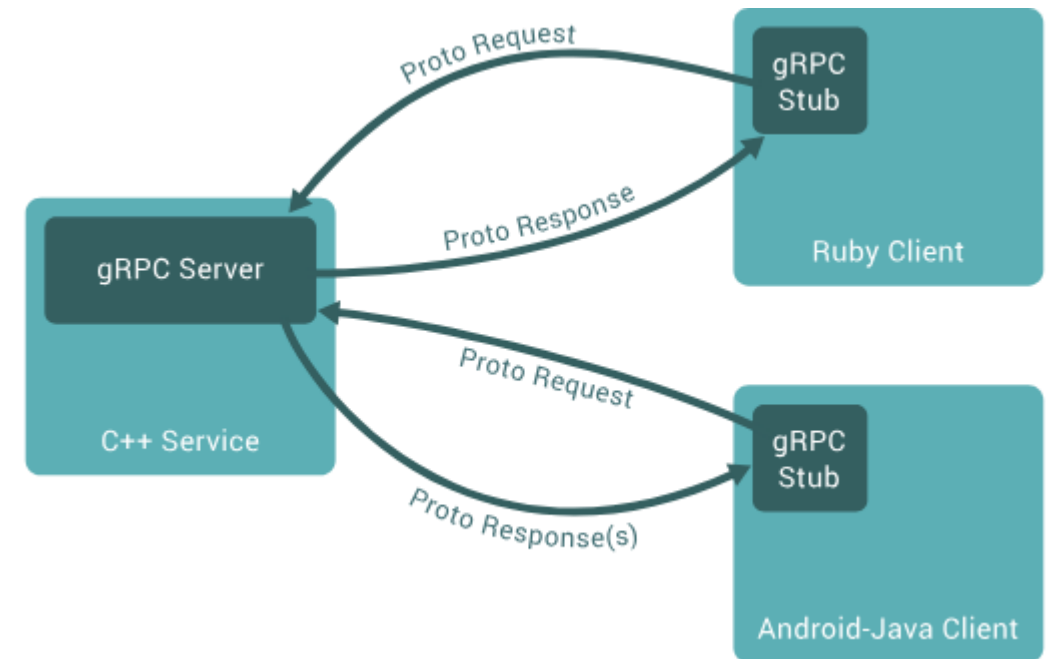 Proto Request
gRPC
Stub
Ruby Client
Proto Response
gRPC Server
C++ Service
Proto Request
gRPC
Stub
Proto Response(s)
Android-Java Client